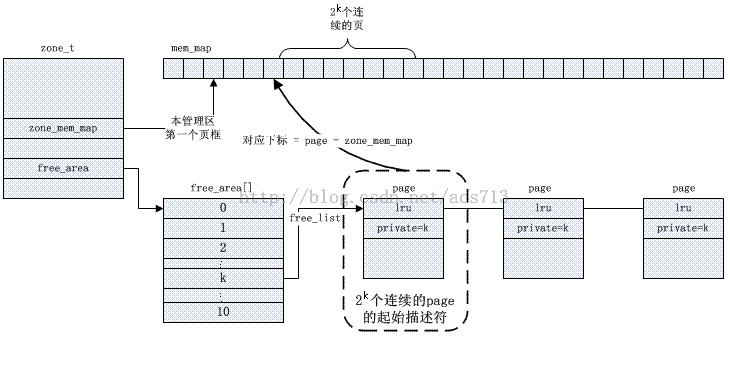 2k个连
续的页
zone_t
mem_map
zone_mem_map
本管理区
第一个页框
对应下标 = page - zone_mem_map
free_area
free_area[]
page
page
page
http://blog.csdn.net/ads713
0
free_list
lru
lru
lru
1
private=k
private=k
private=k
2
⋮
k
⋮
10
2k个连续的page
的起始描述符